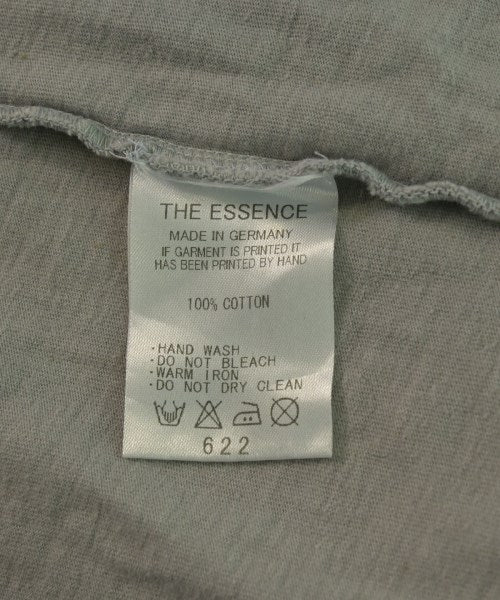 THE ESSENCE
MADE IN GERMANY
IF GARMENT IS PRINTED IT
HAS BEEN PRINTED BY HAND
100% COTTON
·HAND WASH
·DO NOT BLEACH
·WARM IRON
·DO NOT DRY CLEAN
622